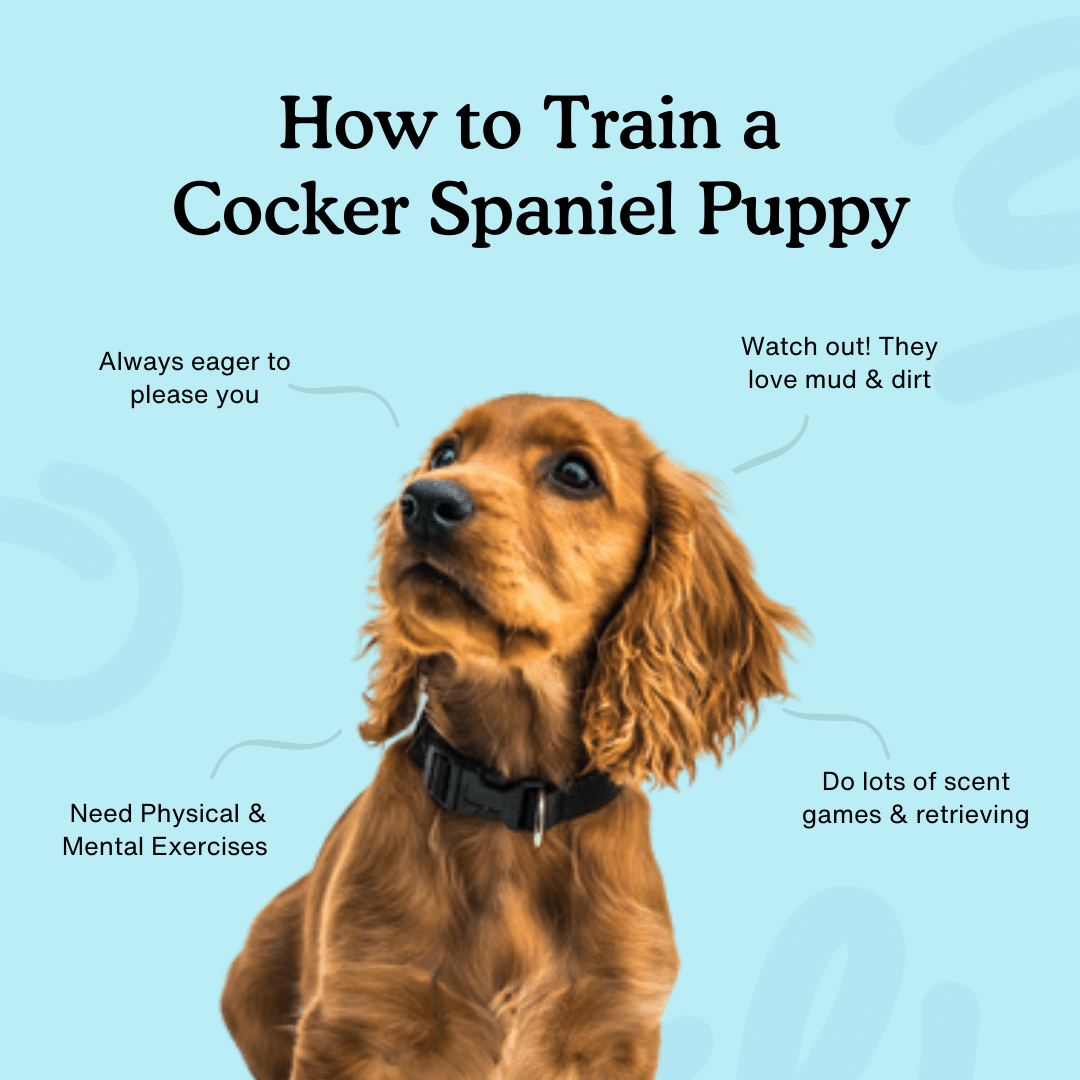 How to Train a
Cocker Spaniel Puppy
Always eager to
please you
Watch out! They
love mud & dirt
Need Physical &
Mental Exercises
Do lots of scent
games & retrieving